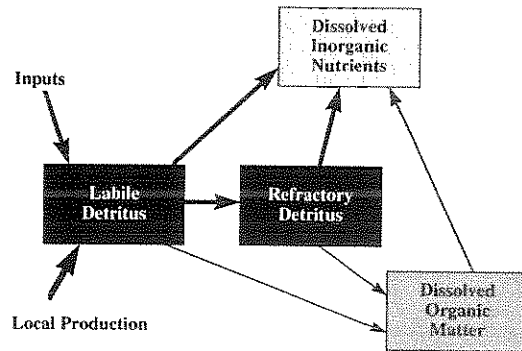 Dissolved
Inorganic
Nutrients
Inputs
Labile
Detritus
Refractory
Detritus
Dissolved
Organic
Matter
Local Production